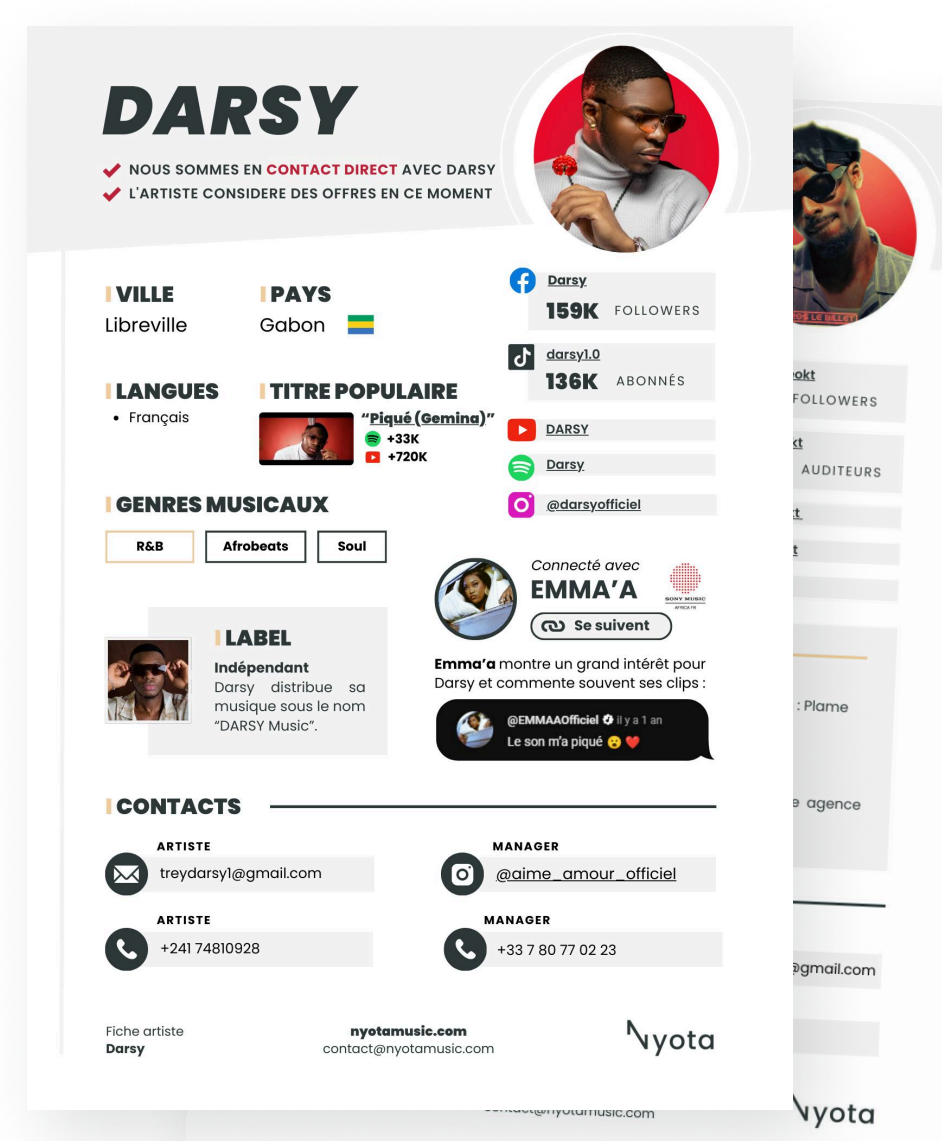 DARSY
NOUS SOMMES EN CONTACT DIRECT AVEC DARSY
L'ARTISTE CONSIDERE DES OFFRES EN CE MOMENT
VILLE
Libreville
PAYS
Gabon
LANGUES
• Français
TITRE POPULAIRE
“Piqué (Gemina)”
+33K
+720K
GENRES MUSICAUX
R&B
Afrobeats
Soul
LABEL
Indépendant
Darsy distribue sa
musique sous le nom
“DARSY Music”.
Darsy
159K FOLLOWERS
darsy1.0
136K ABONNÉS
DARSY
Darsy
@darsyofficiel
Connecté avec
EMMA’A
SONY MUSIC
AFRICA FR
Se suivent
Emma’a montre un grand intérêt pour
Darsy et commente souvent ses clips :
@EMMAAOfficiel il y a 1 an
Le son m'a piqué 😮 ❤️
CONTACTS
ARTISTE
treydarsy1@gmail.com
MANAGER
@aime_amour_officiel
ARTISTE
+241 74810928
MANAGER
+33 7 80 77 02 23
Fiche artiste
Darsy
nyotamusic.com
contact@nyotamusic.com
Nyota
FOLLOWERS
AUDITEURS
: Plame
agence
@gmail.com
contact@nyotamusic.com
Nyota